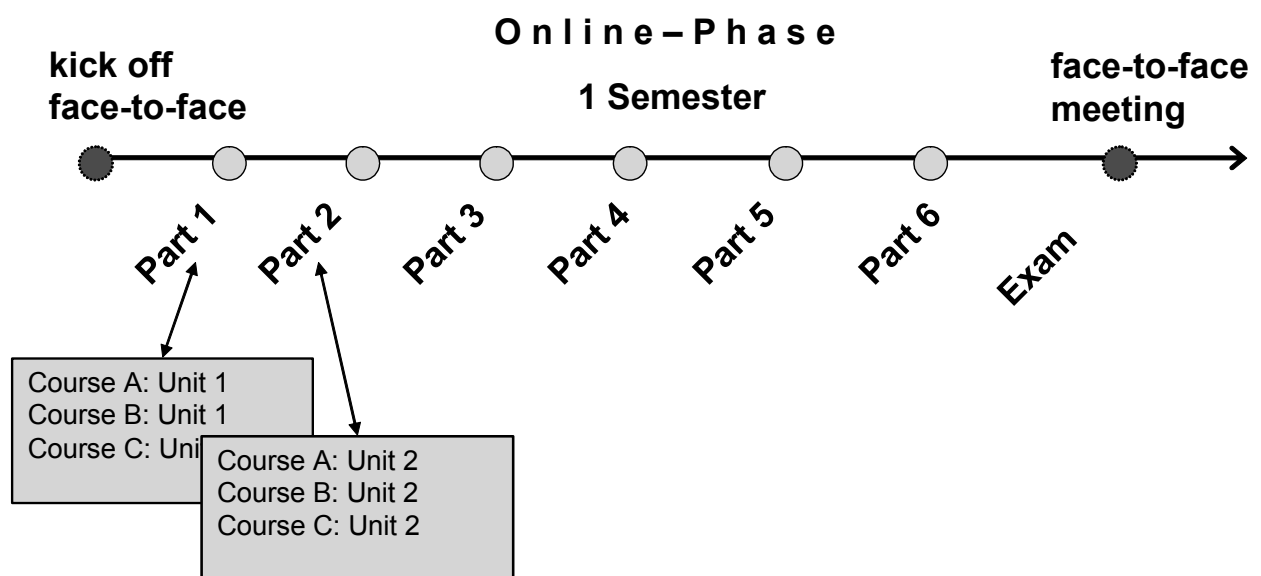 O n l i n e – P h a s e
kick off
face-to-face
1 Semester
face-to-face
meeting
Part 1
Part 2
Part 3
Part 4
Part 5
Part 6
Exam
Course A: Unit 1
Course B: Unit 1
Course C: Uni
Course A: Unit 2
Course B: Unit 2
Course C: Unit 2